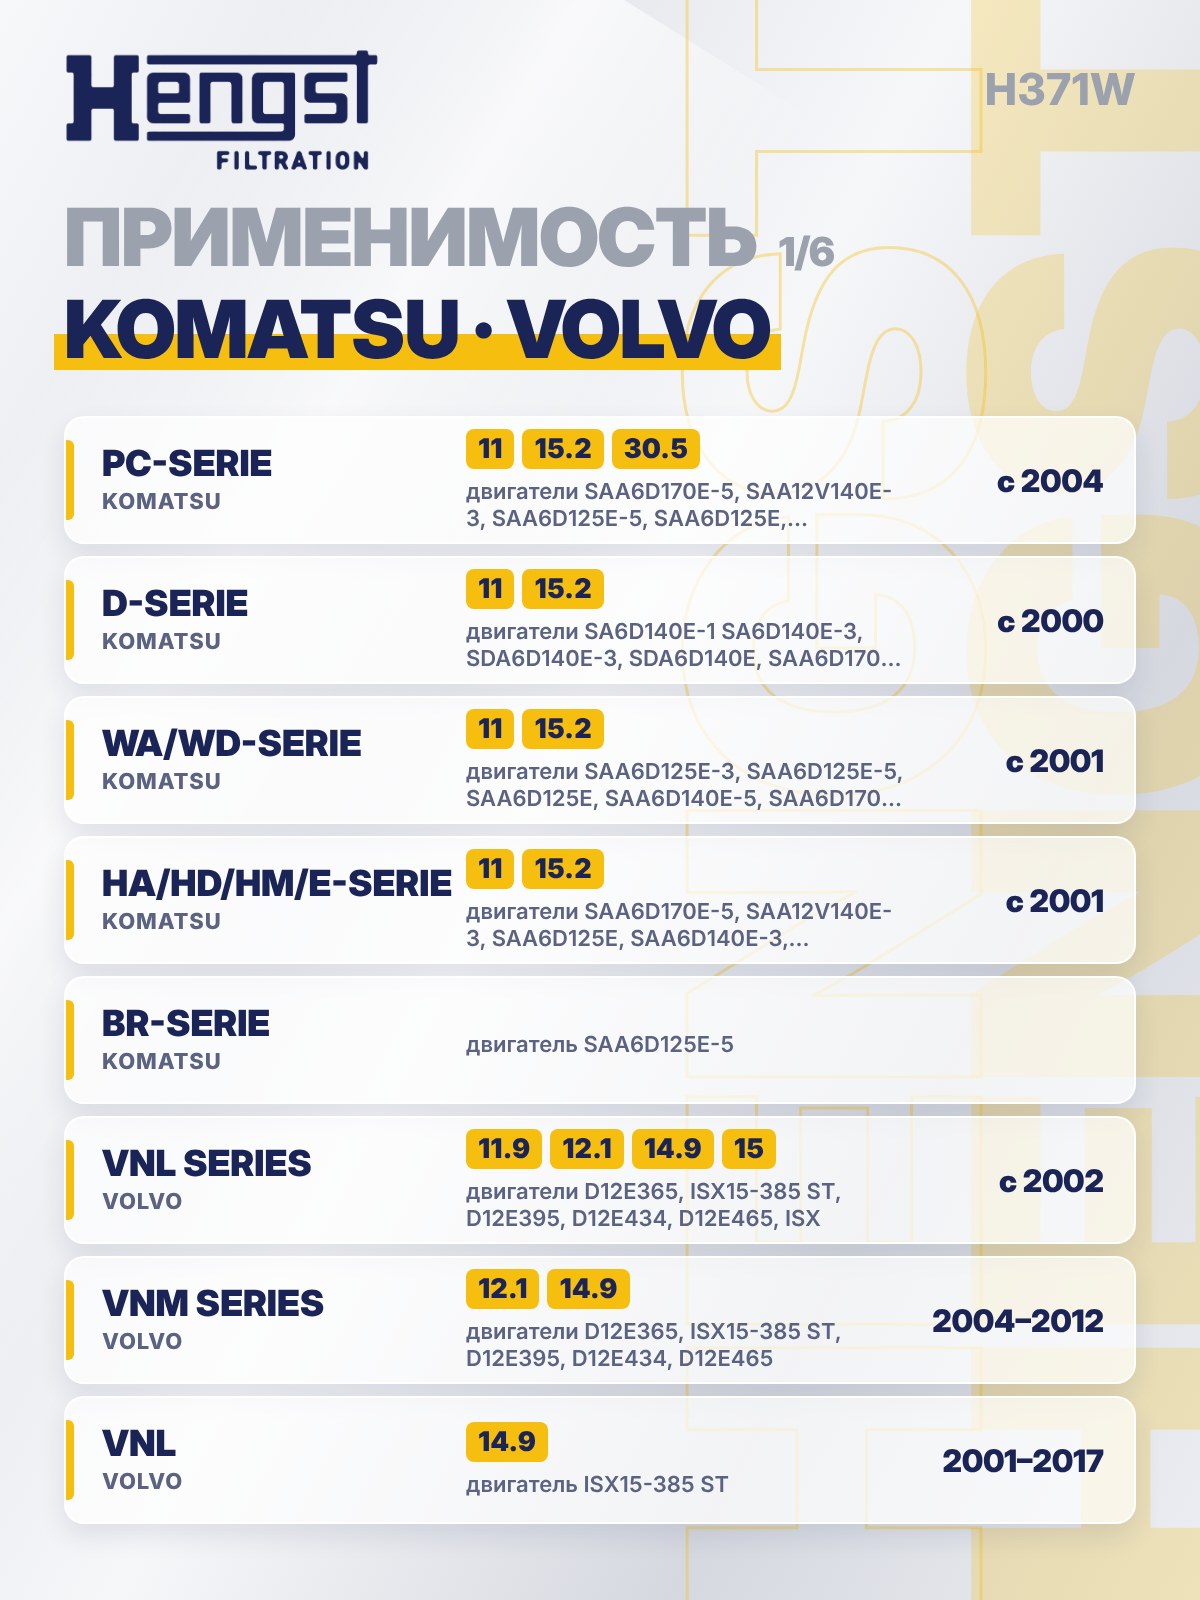 Hengst
FILTRATION
H371W
ПРИМЕНИМОСТЬ 1/6
KOMATSU · VOLVO
PC-SERIE
KOMATSU
11 15.2 30.5
двигатели SAA6D170E-5, SAA12V140E-
3, SAA6D125E-5, SAA6D125E,...
с 2004
D-SERIE
KOMATSU
11 15.2
двигатели SA6D140E-1 SA6D140E-3,
SDA6D140E-3, SDA6D140E, SAA6D170...
с 2000
WA/WD-SERIE
KOMATSU
11 15.2
двигатели SAA6D125E-3, SAA6D125E-5,
SAA6D125E, SAA6D140E-5, SAA6D170...
с 2001
HA/HD/HM/E-SERIE
KOMATSU
11 15.2
двигатели SAA6D170E-5, SAA12V140E-
3, SAA6D125E, SAA6D140E-3,...
с 2001
BR-SERIE
KOMATSU
двигатель SAA6D125E-5
VNL SERIES
VOLVO
11.9 12.1 14.9 15
двигатели D12E365, ISX15-385 ST,
D12E395, D12E434, D12E465, ISX
с 2002
VNM SERIES
VOLVO
12.1 14.9
двигатели D12E365, ISX15-385 ST,
D12E395, D12E434, D12E465
2004–2012
VNL
VOLVO
14.9
двигатель ISX15-385 ST
2001–2017
HENGST
HENGST